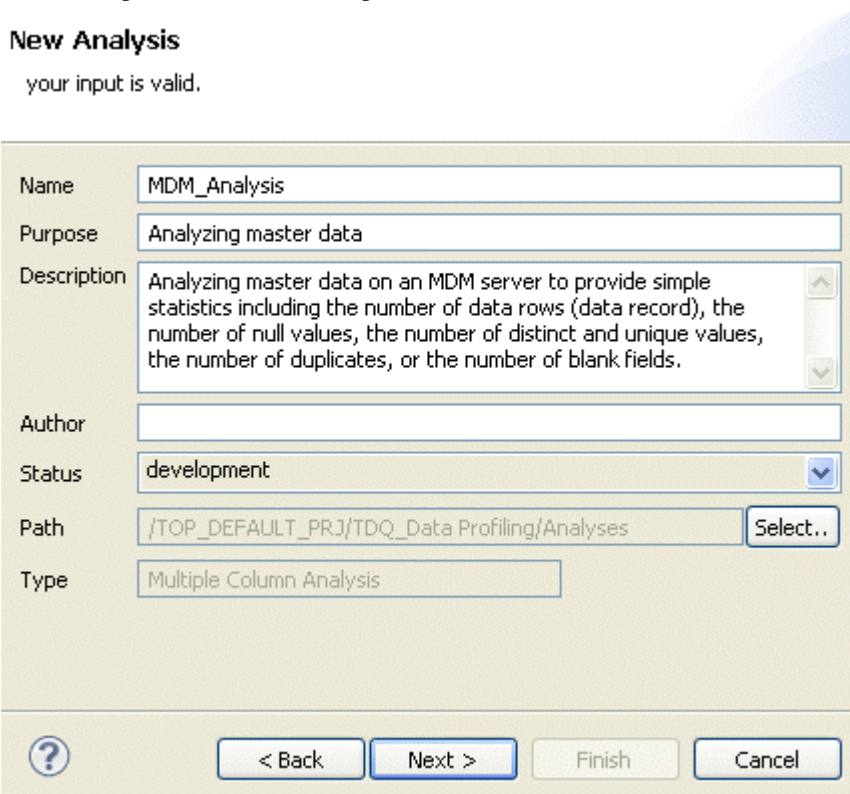 New Analysis
your input is valid.
Name MDM_Analysis
Purpose Analyzing master data
Description Analyzing master data on an MDM server to provide simple
statistics including the number of data rows (data record), the
number of null values, the number of distinct and unique values,
the number of duplicates, or the number of blank fields.
Author
Status development
Path /TOP_DEFAULT_PRJ/TDQ_Data Profiling/Analyses Select..
Type Multiple Column Analysis
? < Back Next > Finish Cancel